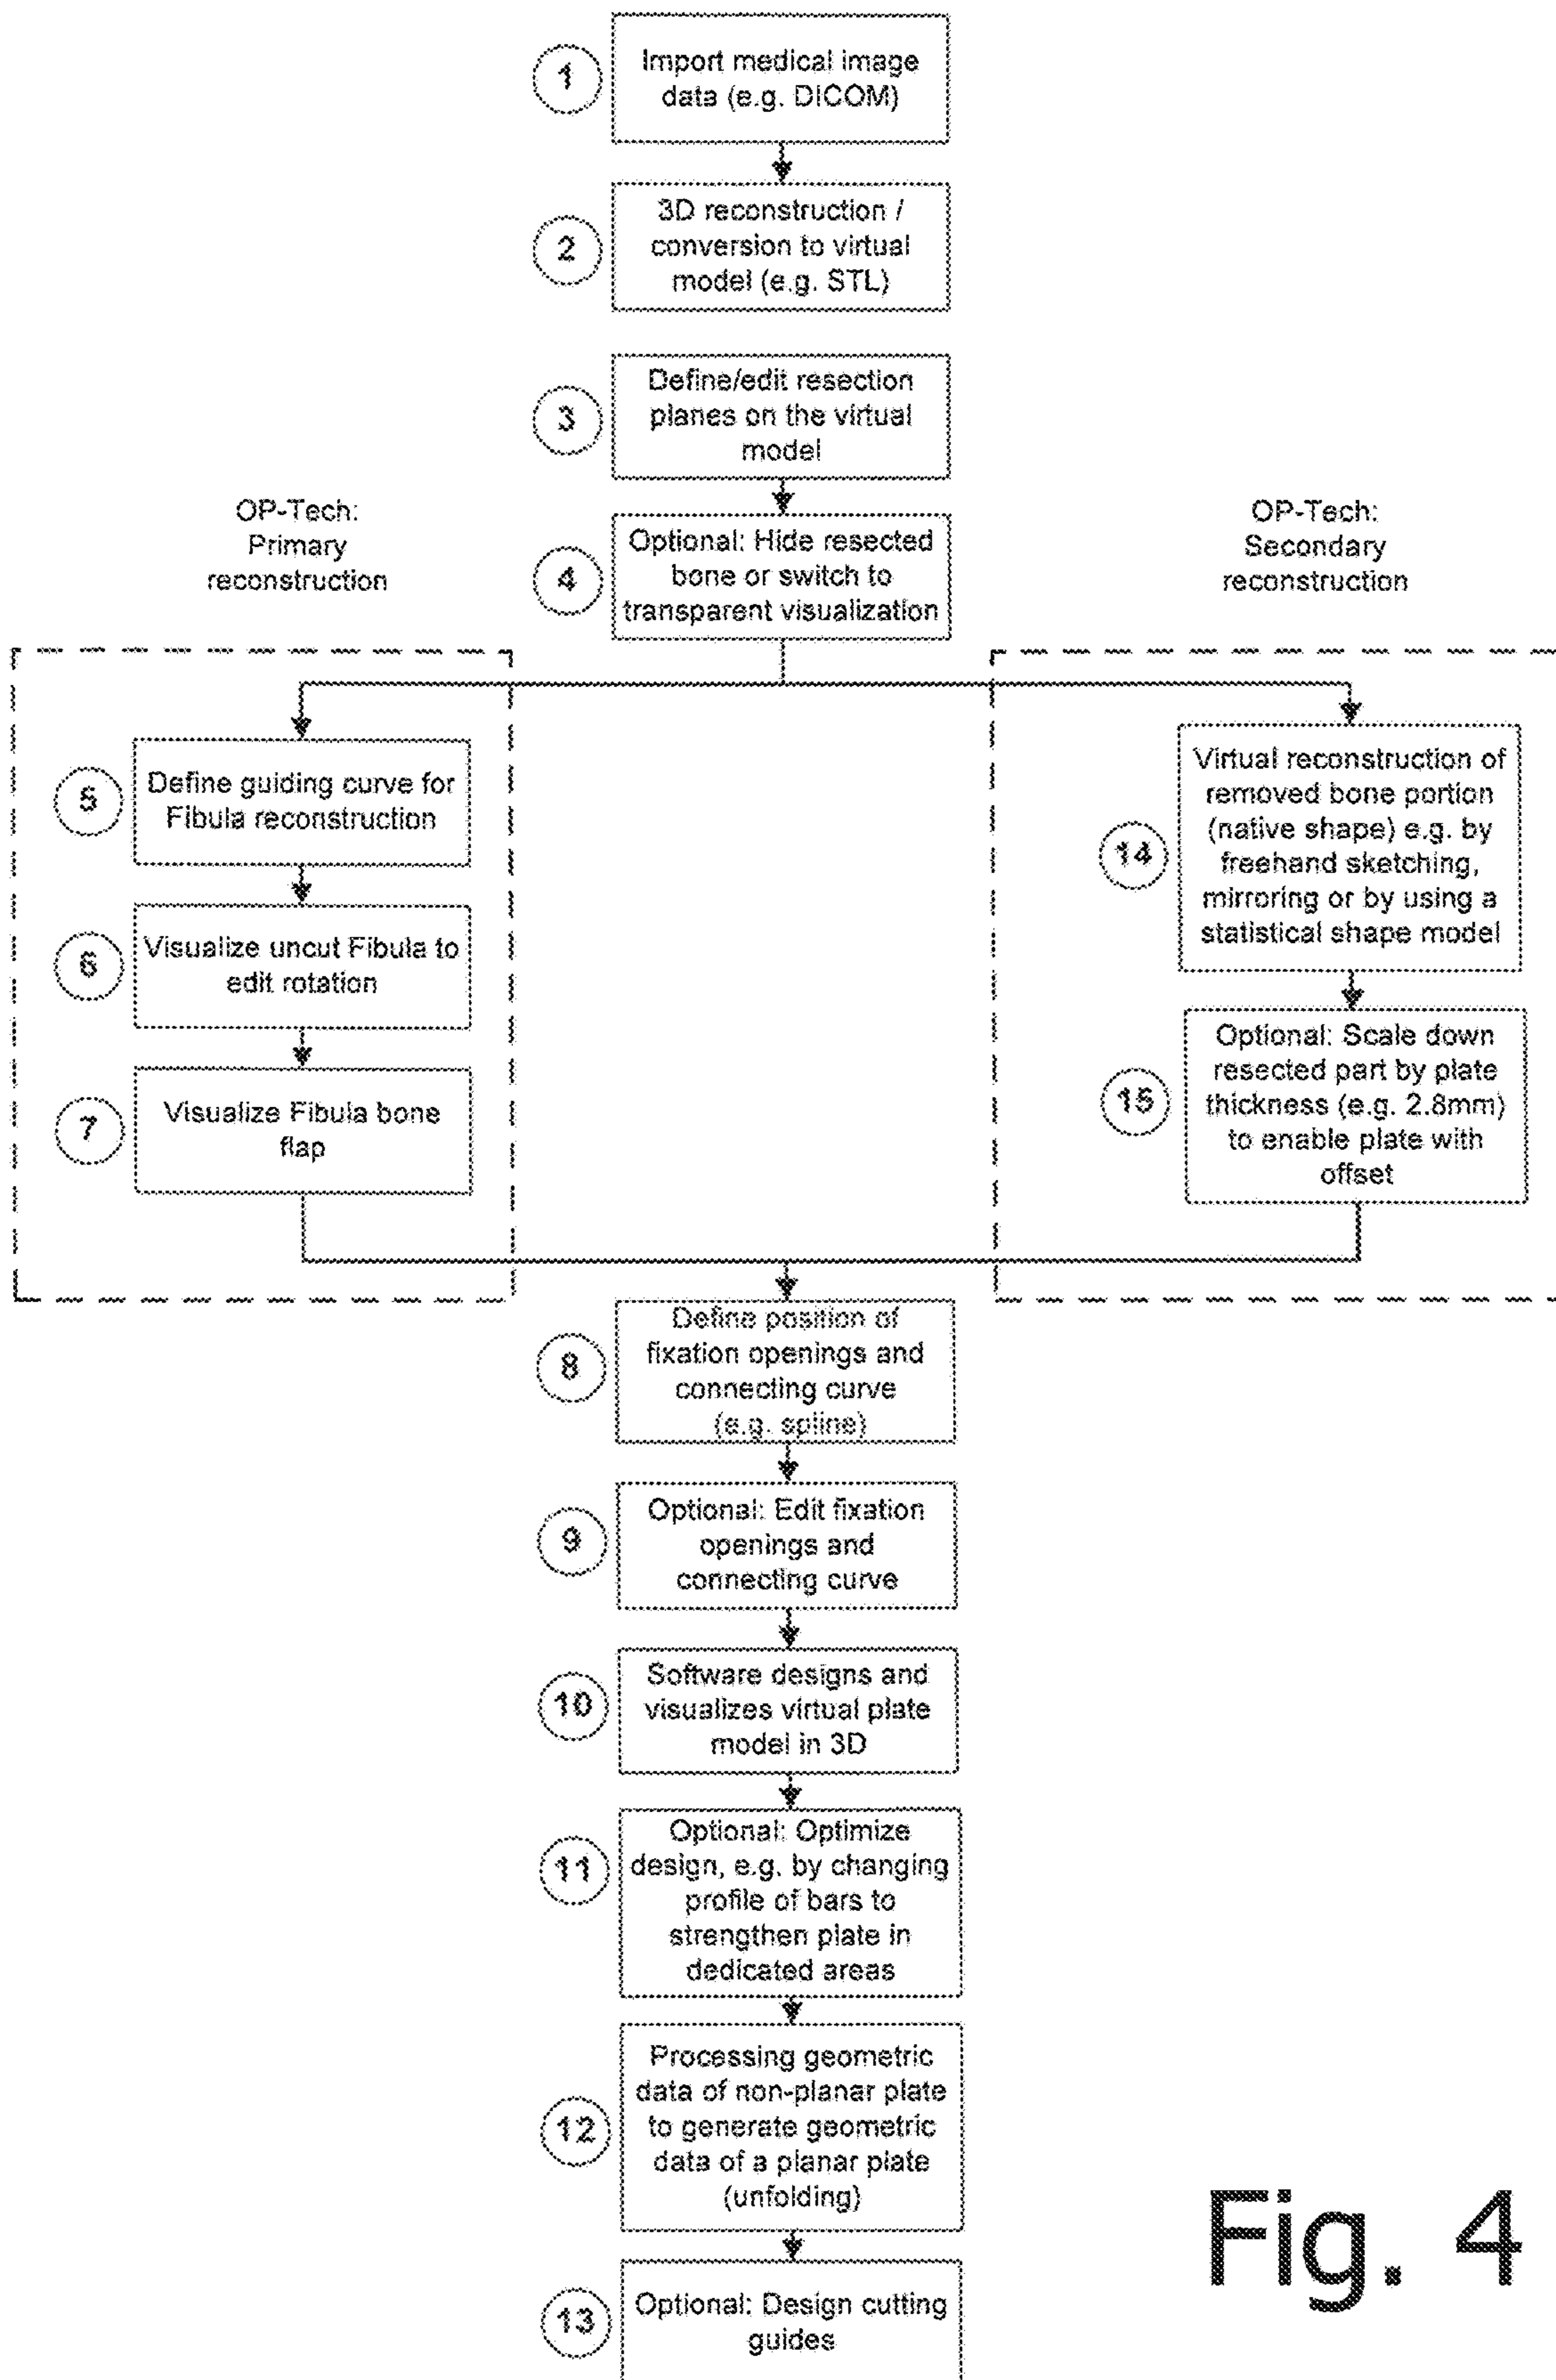 1
Import medical image
data (e.g. DICOM)
2
3D reconstruction /
conversion to virtual
model (e.g. STL)
3
Define/edit resection
planes on the virtual
model
4
Optional: Hide resected
bone or switch to
transparent visualization
OP-Tech:
Primary
reconstruction
OP-Tech:
Secondary
reconstruction
5
Define guiding curve for
Fibula reconstruction
6
Visualize uncut Fibula to
edit rotation
7
Visualize Fibula bone
flap
14
Virtual reconstruction of
removed bone portion
(native shape) e.g. by
freehand sketching,
mirroring or by using a
statistical shape model
15
Optional: Scale down
resected part by plate
thickness (e.g. 2.8mm)
to enable plate with
offset
8
Define position of
fixation openings and
connecting curve
(e.g. spline)
9
Optional: Edit fixation
openings and
connecting curve
10
Software designs and
visualizes virtual plate
model in 3D
11
Optional: Optimize
design, e.g. by changing
profile of bars to
strengthen plate in
dedicated areas
12
Processing geometric
data of non-planar plate
to generate geometric
data of a planar plate
(unfolding)
13
Optional: Design cutting
guides
Fig. 4